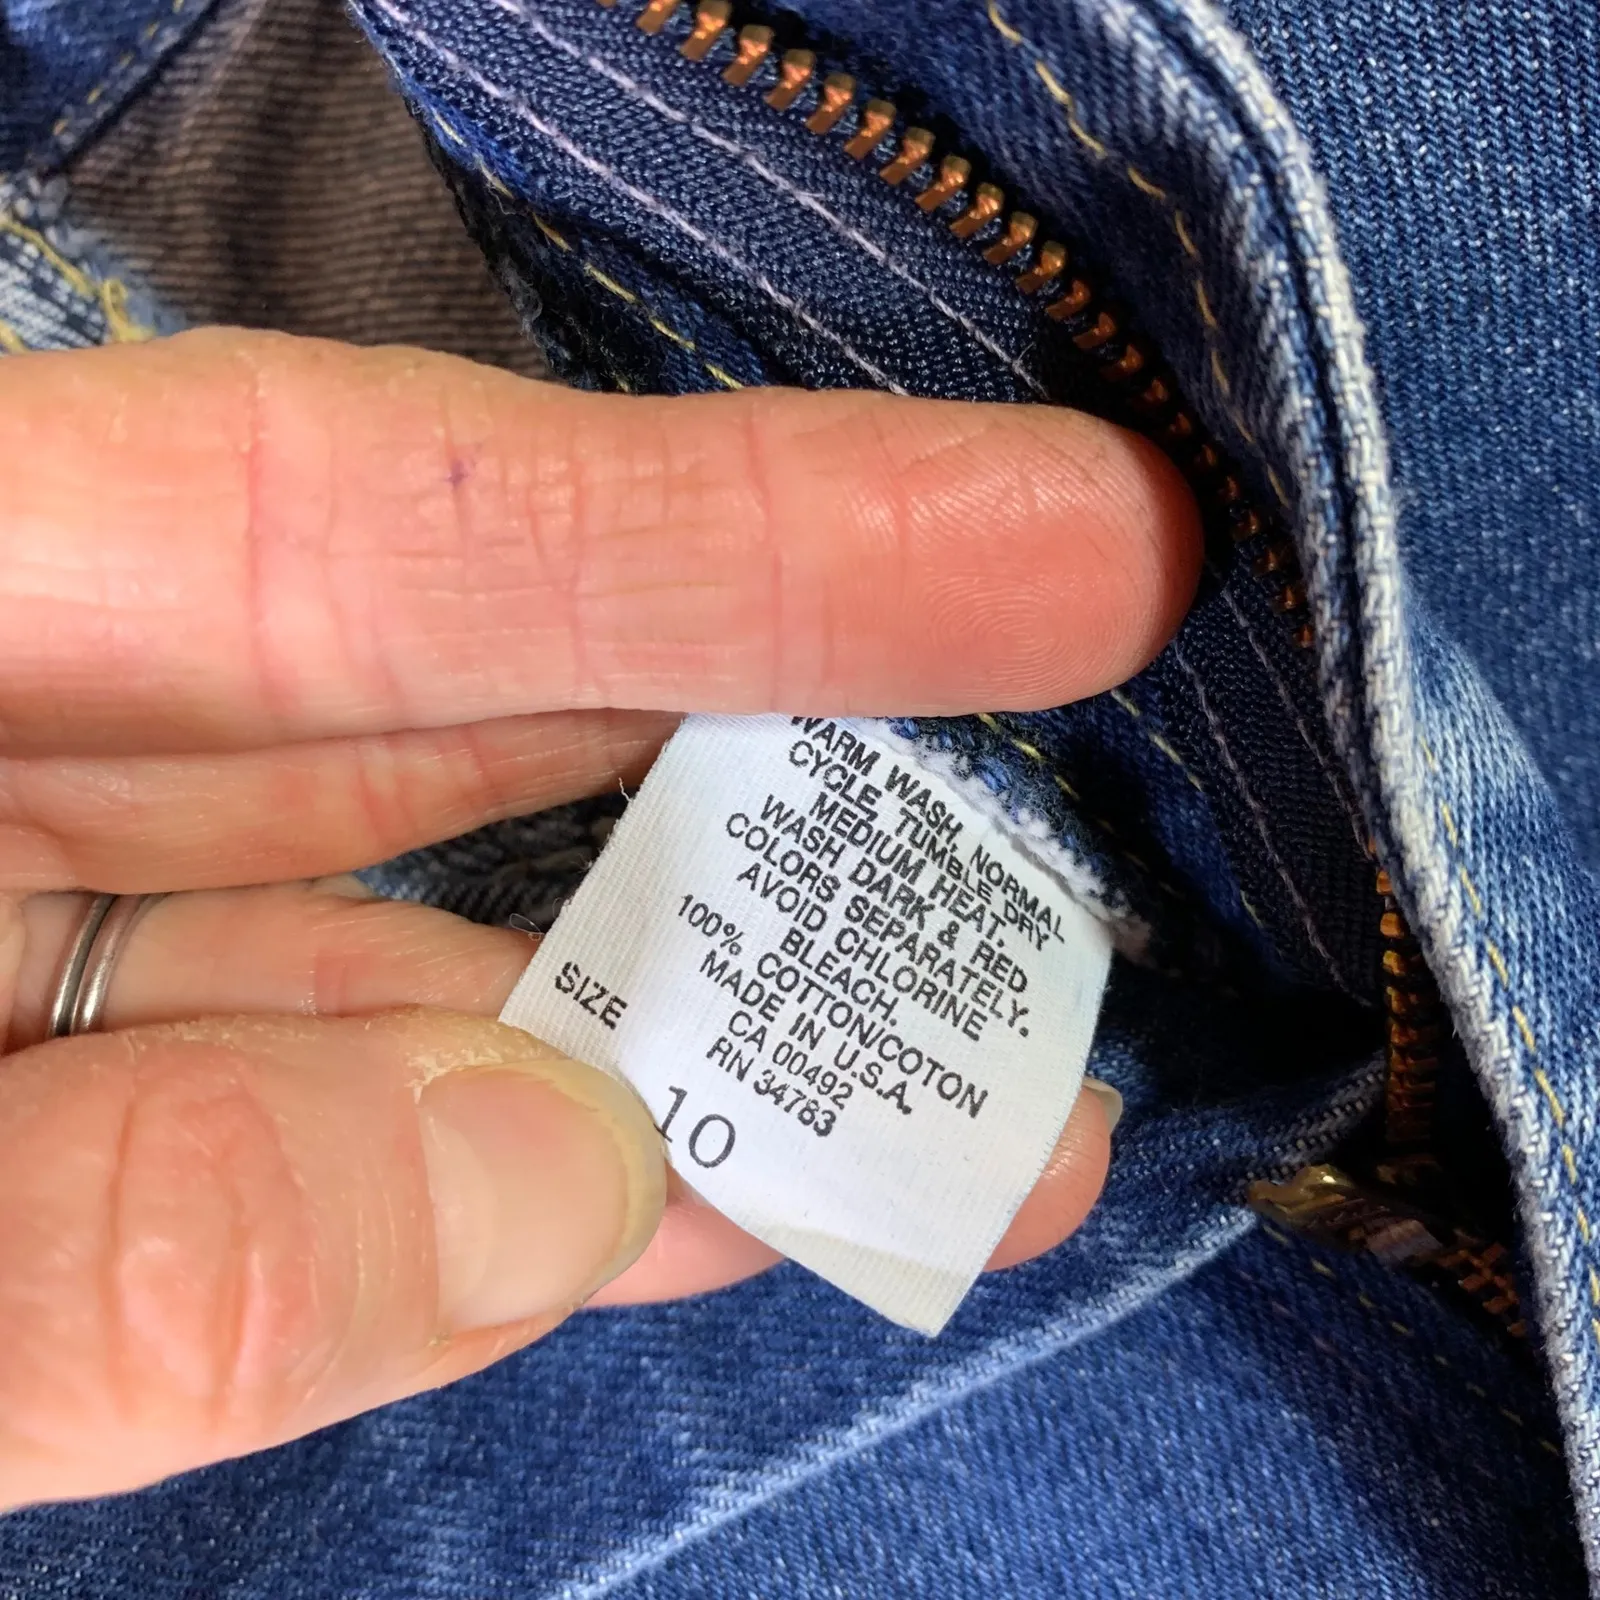 WARM WASH, NORMAL
CYCLE, TUMBLE DRY
MEDIUM HEAT.
WASH DARK & RED
COLORS SEPARATELY.
AVOID CHLORINE
BLEACH.
100% COTTON/COTON
MADE IN U.S.A.
CA 00492
RN 34783
SIZE
10